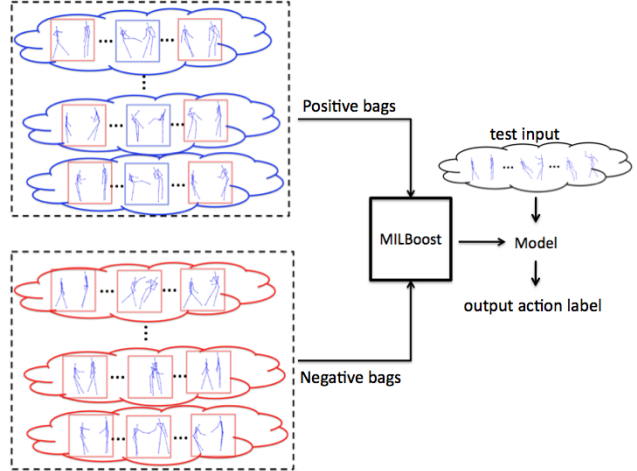 Positive bags
test input
MILBoost
Model
output action label
Negative bags